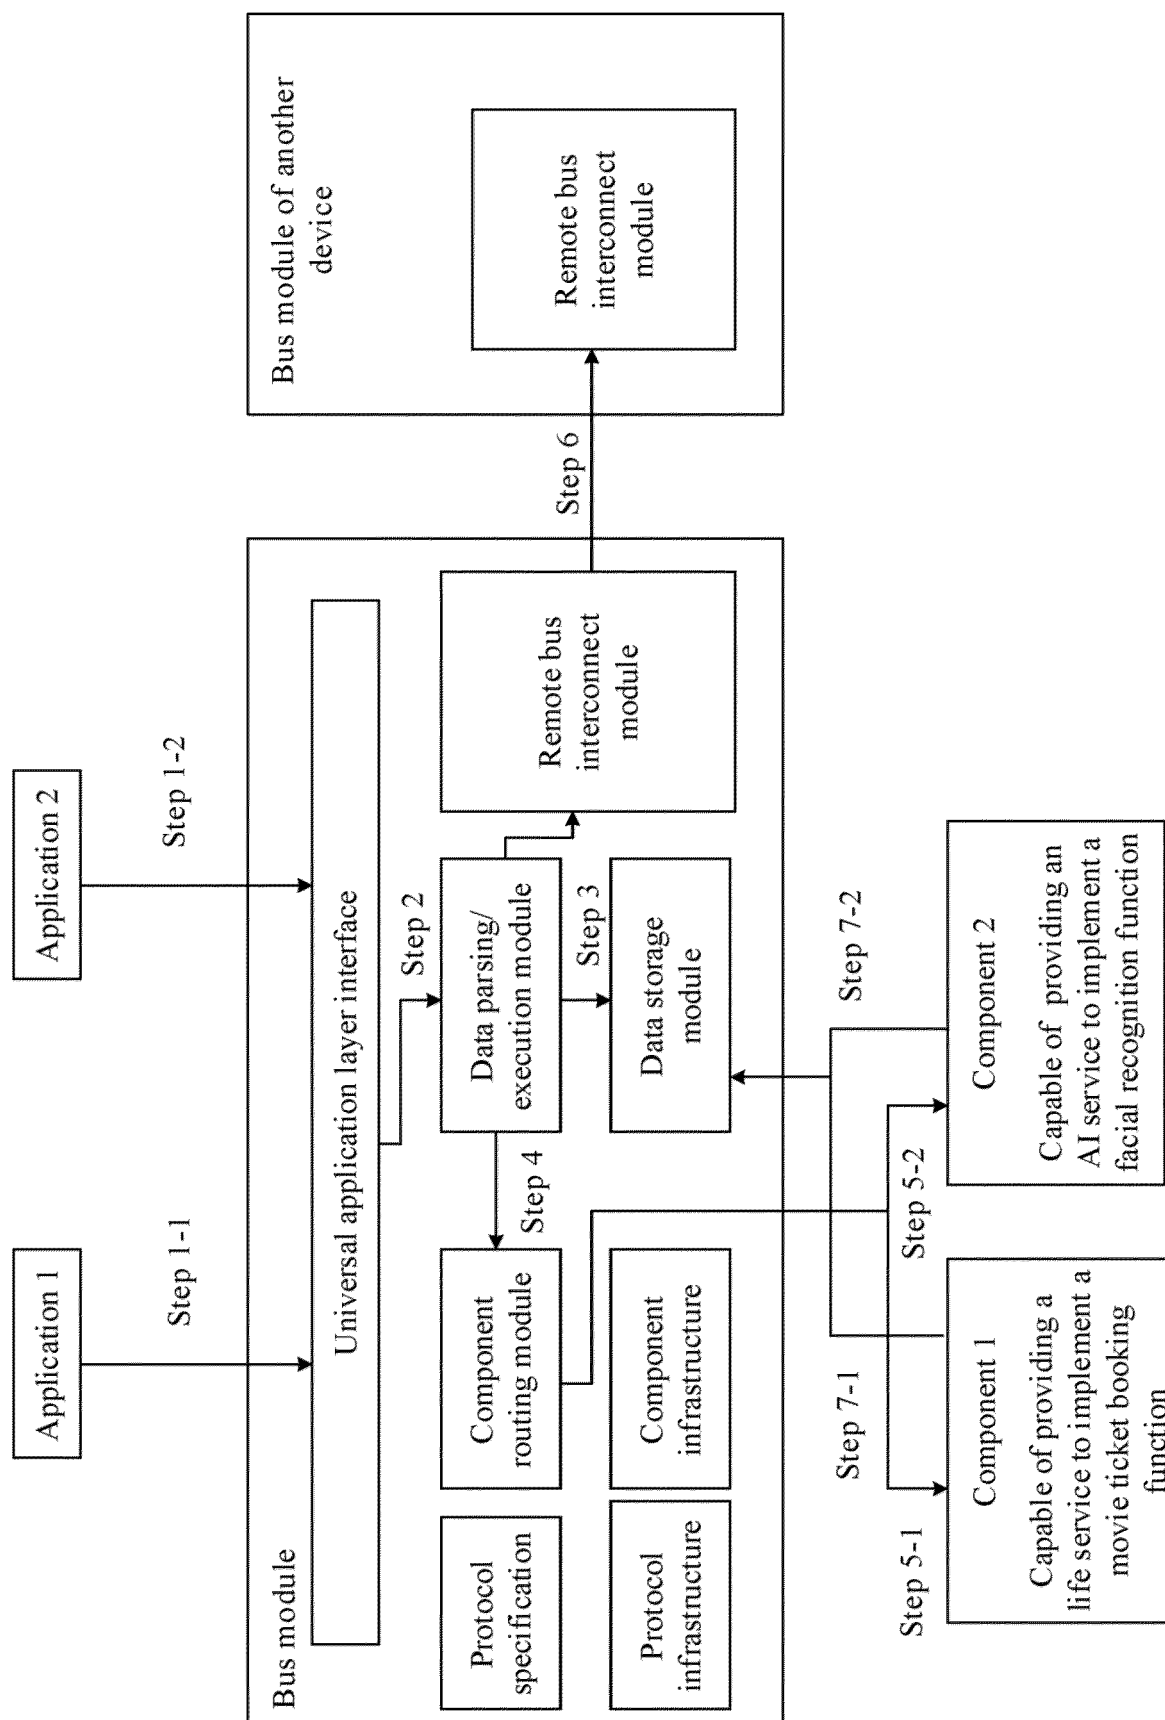 Application 1
Application 2
Step 1-1
Step 1-2
Bus module
Universal application layer interface
Step 2
Protocol
specification
Component
routing module
Step 4
Data parsing/
execution module
Step 3
Remote bus
interconnect
module
Protocol
infrastructure
Component
infrastructure
Data storage
module
Step 6
Bus module of another
device
Remote bus
interconnect
module
Step 5-1
Step 7-1
Step 5-2
Step 7-2
Component 1
Capable of providing a
life service to implement a
movie ticket booking
function
Component 2
Capable of providing an
AI service to implement a
facial recognition function